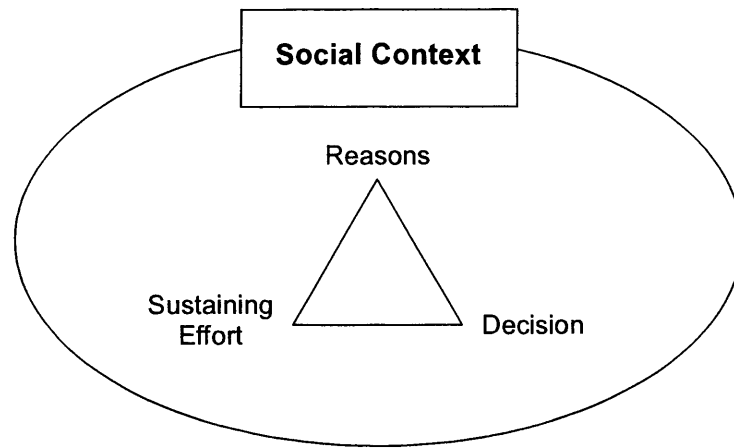 Social Context
Reasons
Sustaining
Effort
Decision